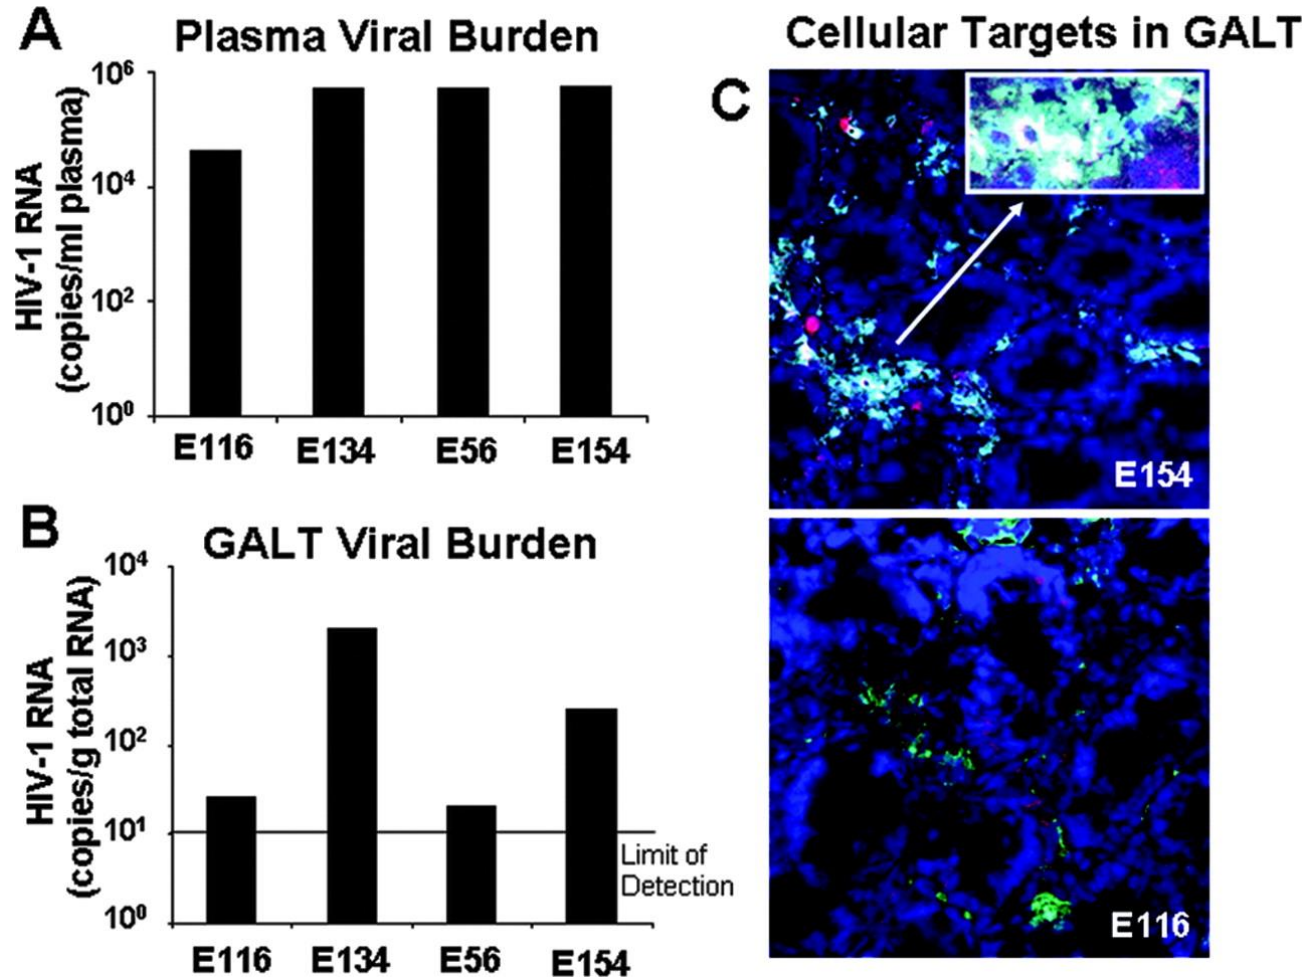 A
Plasma Viral Burden
HIV-1 RNA
(copies/ml plasma)
10⁶
10⁴
10²
10⁰
E116 E134 E56 E154
B
GALT Viral Burden
HIV-1 RNA
(copies/g total RNA)
10⁴
10³
10²
10¹
10⁰
Limit of
Detection
E116 E134 E56 E154
Cellular Targets in GALT
C
E154
E116